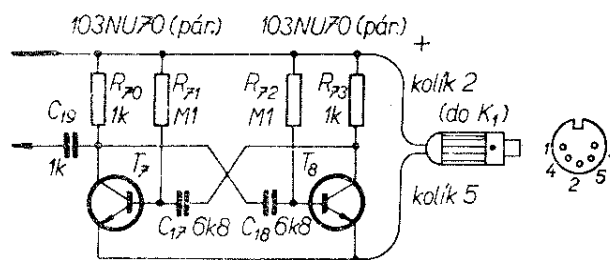 103NU70 (pár.) 103NU70 (pár.)
+
R70 1k
R71 M1
R72 M1
R73 1k
kolík 2
(do K1)
C19
1k
T7
T8
C17 6k8
C18 6k8
kolík 5
1
4
2
5